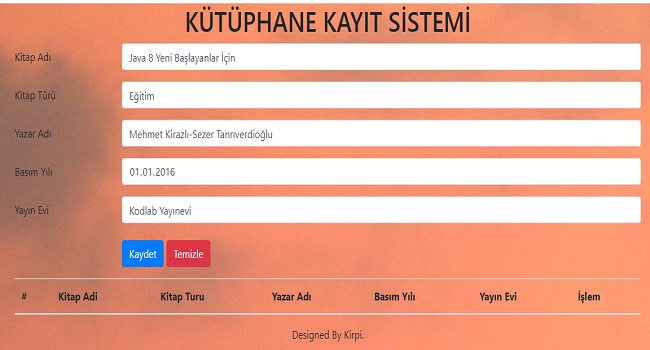 KÜTÜPHANE KAYIT SİSTEMİ
Kitap Adı
Java 8 Yeni Başlayanlar İçin
Kitap Türü
Eğitim
Yazar Adı
Mehmet Kirazlı-Sezer Tanrıverdioğlu
Basım Yılı
01.01.2016
Yayın Evi
Kodlab Yayınevi
Kaydet Temizle
# Kitap Adi Kitap Turu Yazar Adı Basım Yılı Yayın Evi İşlem
Designed By Kirpi.